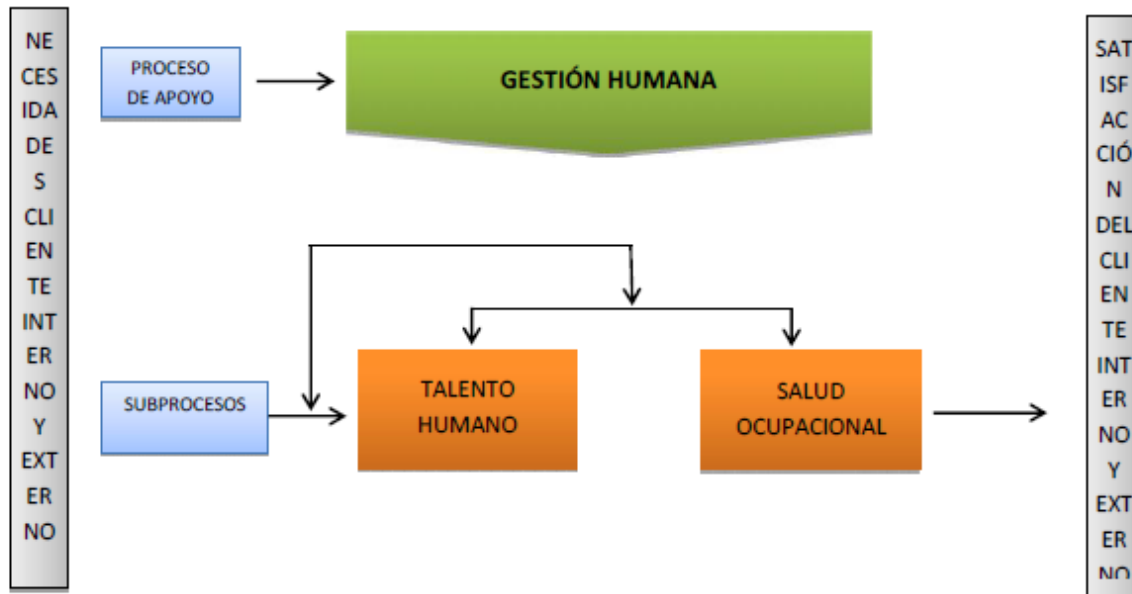 NE
CES
IDA
DE
S
CLI
EN
TE
INT
ER
NO
Y
EXT
ER
NO
PROCESO
DE APOYO
GESTIÓN HUMANA
SUBPROCESOS
TALENTO
HUMANO
SALUD
OCUPACIONAL
SAT
ISF
AC
CIÓ
N
DEL
CLI
EN
TE
INT
ER
NO
Y
EXT
ER
NO